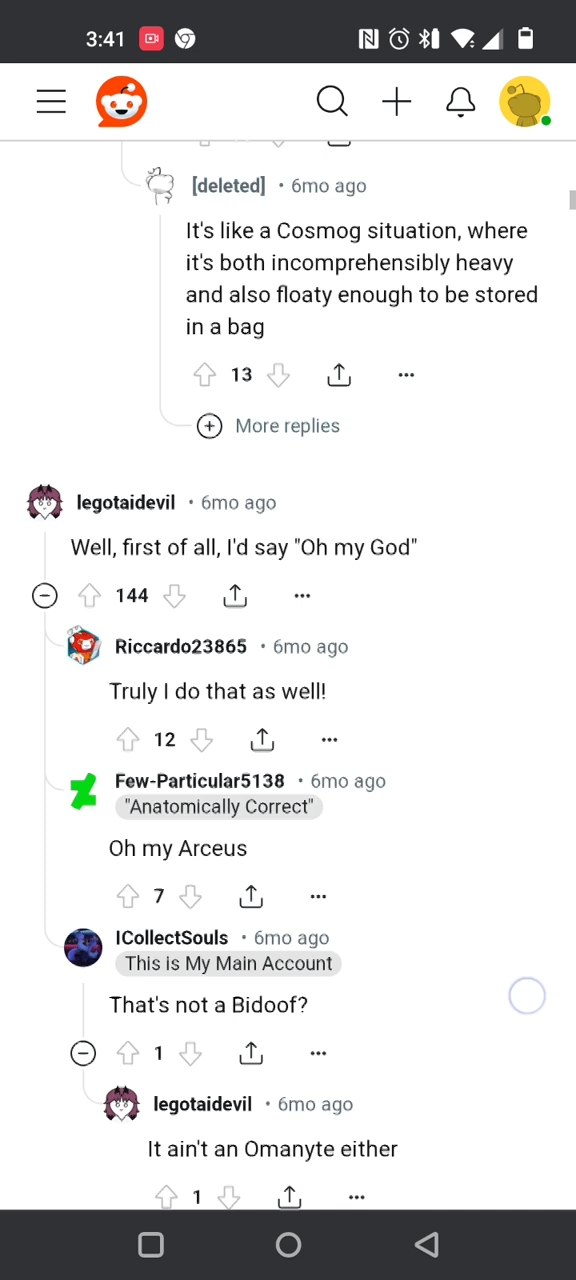 3:41
[deleted] • 6mo ago
It's like a Cosmog situation, where
it's both incomprehensibly heavy
and also floaty enough to be stored
in a bag
13
More replies
legotaidevil • 6mo ago
Well, first of all, I'd say "Oh my God"
144
Riccardo23865 • 6mo ago
Truly I do that as well!
12
Few-Particular5138 • 6mo ago
"Anatomically Correct"
Oh my Arceus
7
ICollectSouls • 6mo ago
This is My Main Account
That's not a Bidoof?
1
legotaidevil • 6mo ago
It ain't an Omanyte either
1